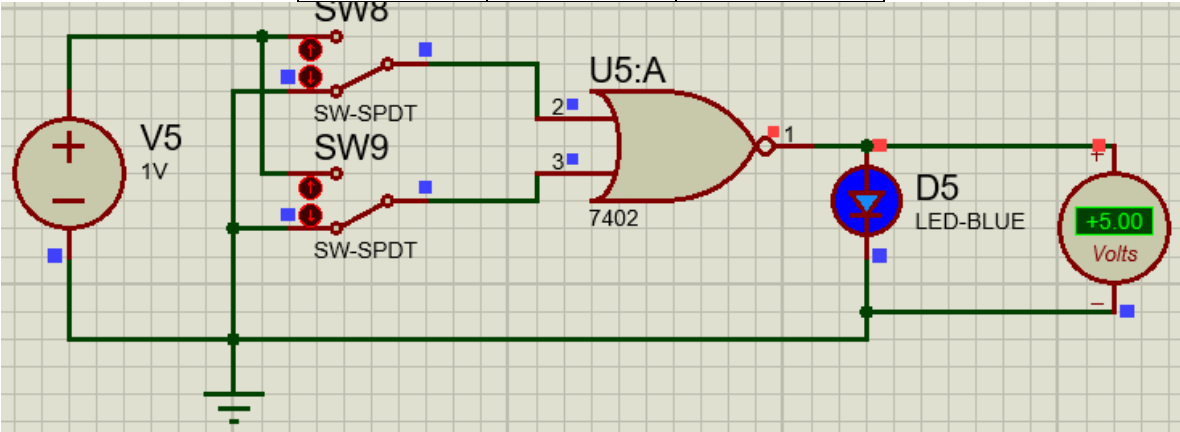 SW8
SW-SPDT
SW9
SW-SPDT
V5
1V
+
−
U5:A
2
3
1
7402
D5
LED-BLUE
+
+5.00
Volts
−